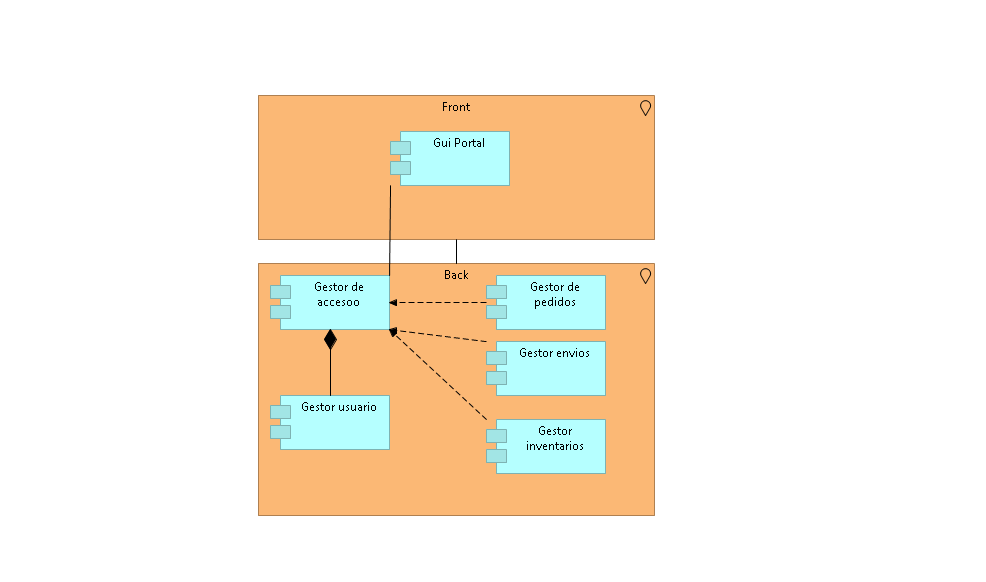 Front
Gui Portal
Back
Gestor de
accesoo
Gestor de
pedidos
Gestor envios
Gestor usuario
Gestor
inventarios